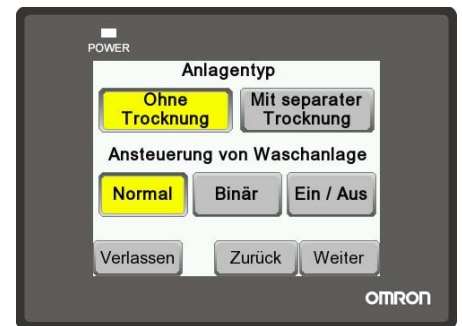 POWER
Anlagentyp
Ohne Trocknung
Mit separater Trocknung
Ansteuerung von Waschanlage
Normal Binär Ein / Aus
Verlassen Zurück Weiter
OMRON